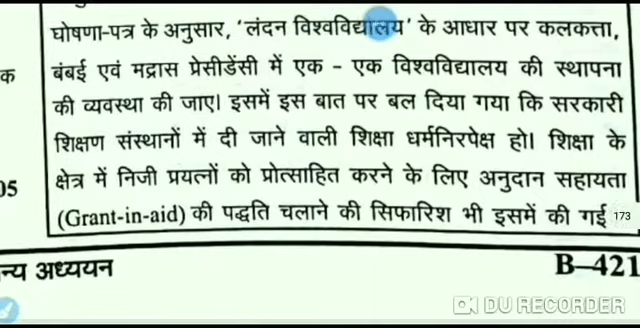 घोषणा-पत्र के अनुसार, 'लंदन विश्वविद्यालय' के आधार पर कलकत्ता,
क
बंबई एवं मद्रास प्रेसीडेंसी में एक - एक विश्वविद्यालय की स्थापना
की व्यवस्था की जाए। इसमें इस बात पर बल दिया गया कि सरकारी
शिक्षण संस्थानों में दी जाने वाली शिक्षा धर्मनिरपेक्ष हो। शिक्षा के
05
क्षेत्र में निजी प्रयत्नों को प्रोत्साहित करने के लिए अनुदान सहायता
(Grant-in-aid) की पद्धति चलाने की सिफारिश भी इसमें की गई
173
न्य अध्ययन
B–421
DU RECORDER